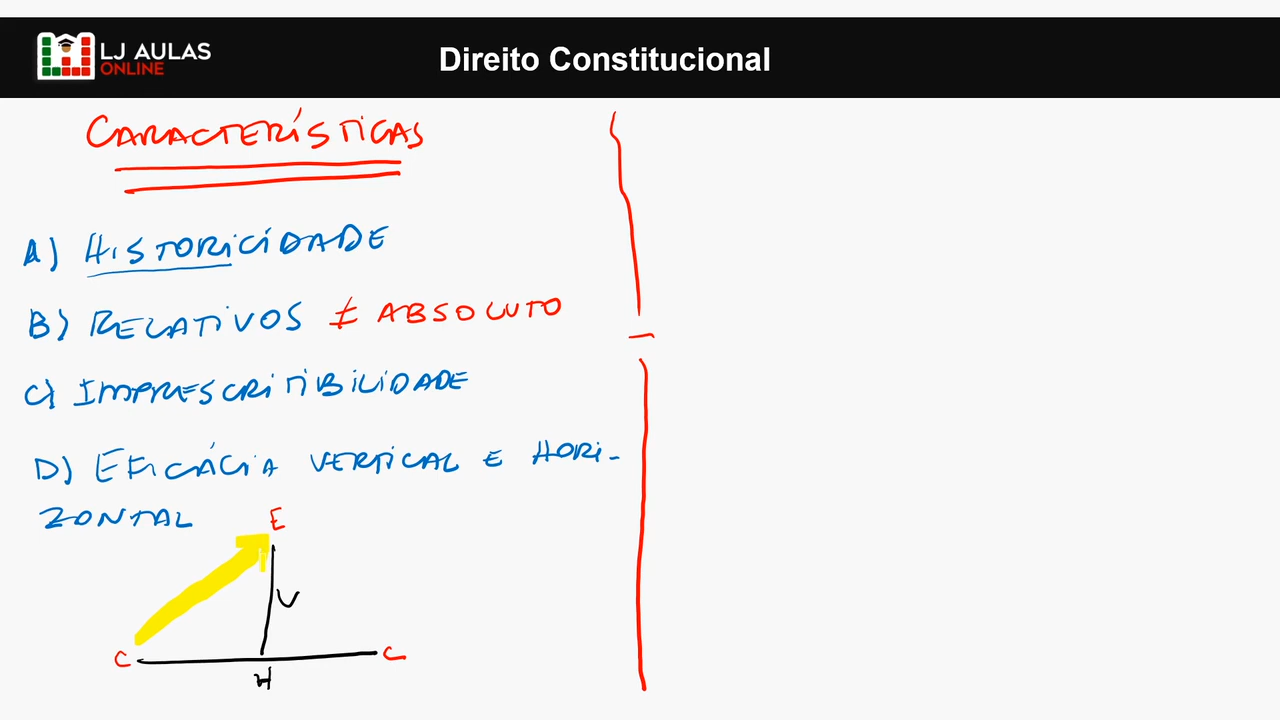 LJ AULAS
ONLINE
Direito Constitucional
CARACTERÍSTICAS
A) HISTORICIDADE
B) RELATIVOS ≠ ABSOLUTO
C) IMPRESCRITIBILIDADE
D) EFICÁCIA VERTICAL E HORI-
ZONTAL
E
V
C C
H